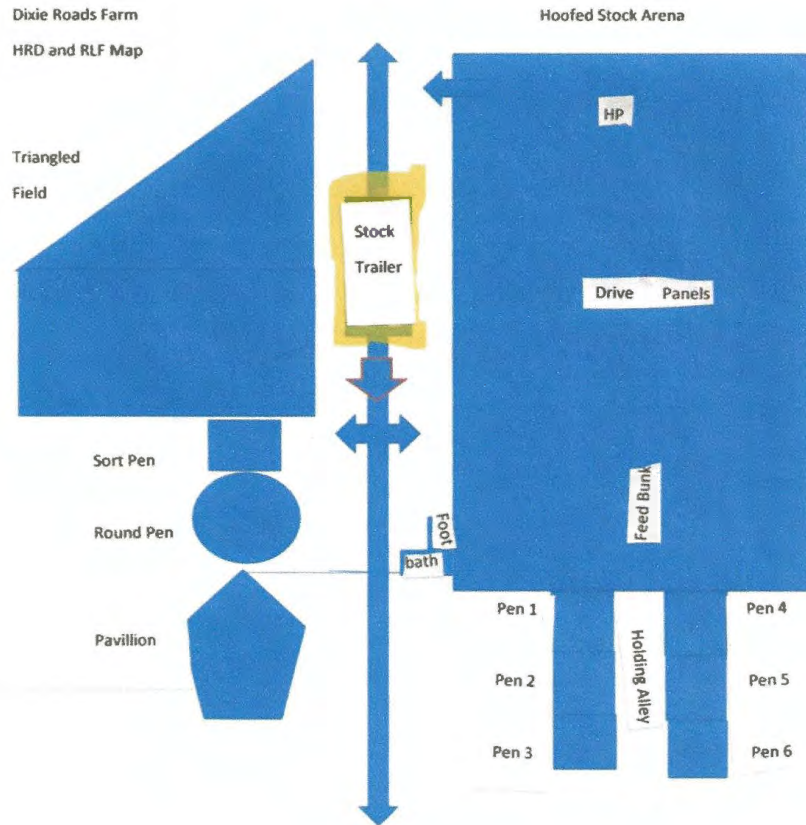 Dixie Roads Farm
HRD and RLF Map
Hoofed Stock Arena
HP
Triangled
Field
Stock
Trailer
Drive Panels
Sort Pen
Round Pen
Foot
bath
Feed Bunk
Pavillion
Pen 1
Pen 2
Pen 3
Holding Alley
Pen 4
Pen 5
Pen 6